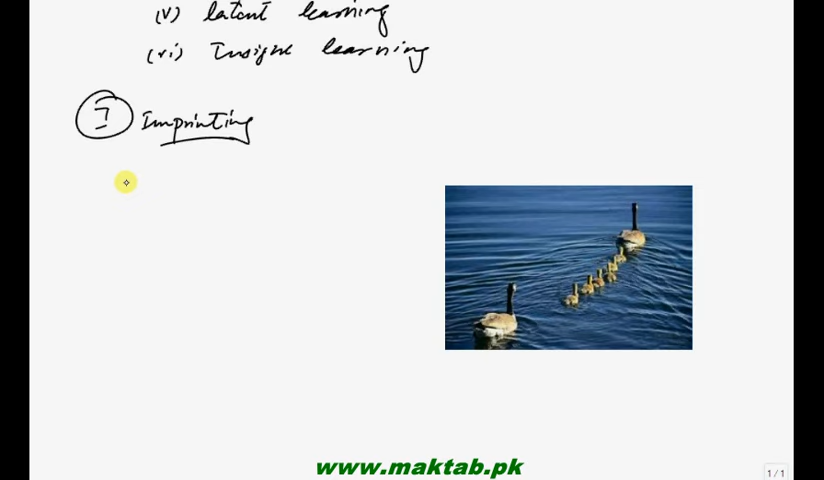 (v) latent learning
(vi) Insight learning
I Imprinting
www.maktab.pk
1/1